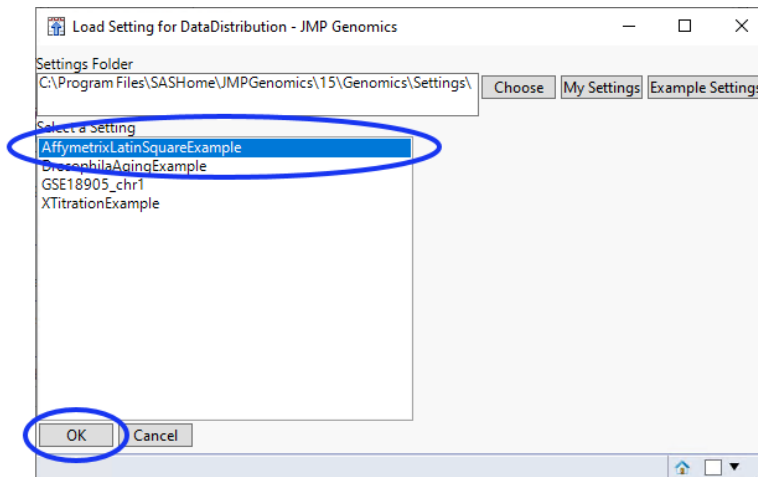 Load Setting for DataDistribution - JMP Genomics
Settings Folder
C:\Program Files\SASHome\JMPGenomics\15\Genomics\Settings\
Choose
My Settings
Example Settings
Select a Setting
AffymetrixLatinSquareExample
DrosophilaAgingExample
GSE18905_chr1
XTitrationExample
OK
Cancel